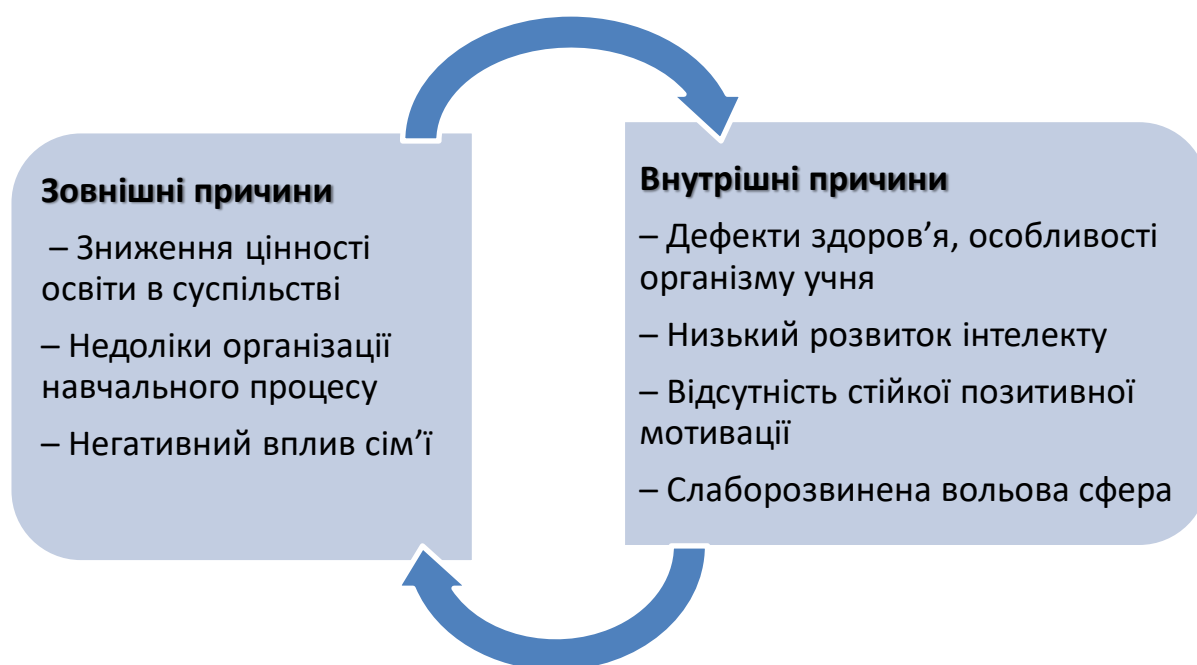 Зовнішні причини
– Зниження цінності
освіти в суспільстві
– Недоліки організації
навчального процесу
– Негативний вплив сім’ї
Внутрішні причини
– Дефекти здоров’я, особливості
організму учня
– Низький розвиток інтелекту
– Відсутність стійкої позитивної
мотивації
– Слаборозвинена вольова сфера